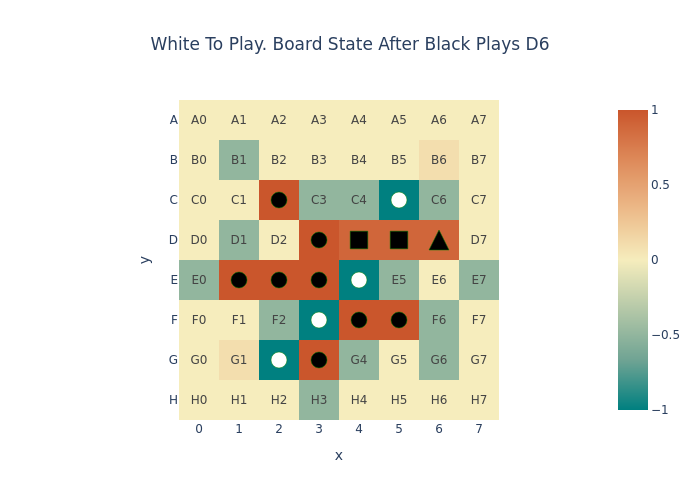 White To Play. Board State After Black Plays D6
A A0 A1 A2 A3 A4 A5 A6 A7
B B0 B1 B2 B3 B4 B5 B6 B7
C C0 C1 C3 C4 C6 C7
D D0 D1 D2 D7
E E0 E5 E6 E7
F F0 F1 F2 F6 F7
G G0 G1 G4 G5 G6 G7
H H0 H1 H2 H3 H4 H5 H6 H7
0 1 2 3 4 5 6 7
x
y
1
0.5
0
−0.5
−1